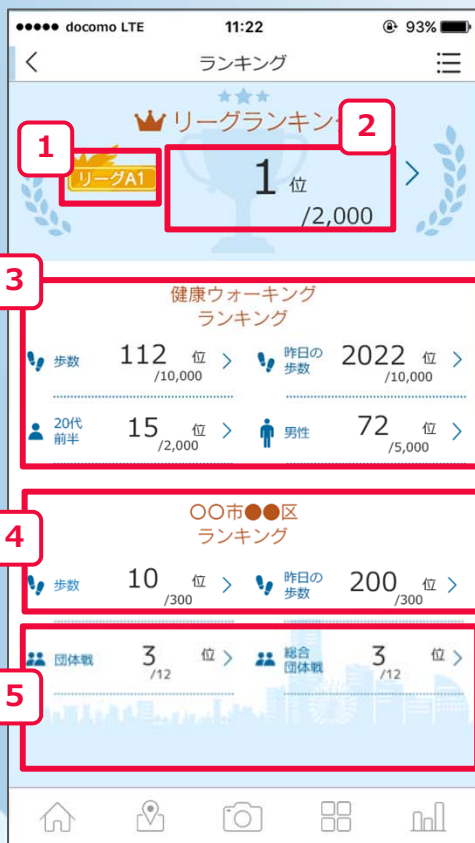 docomo LTE 11:22 93%
ランキング
リーグランキン
1
2
リーグA1
1 位
/2,000
3
健康ウォーキング
ランキング
歩数 112 位
/10,000
昨日の
歩数 2022 位
/10,000
20代
前半 15 位
/2,000
男性 72 位
/5,000
4
〇〇市●●区
ランキング
歩数 10 位
/300
昨日の
歩数 200 位
/300
5
団体戦 3 位
/12
総合
団体戦 3 位
/12